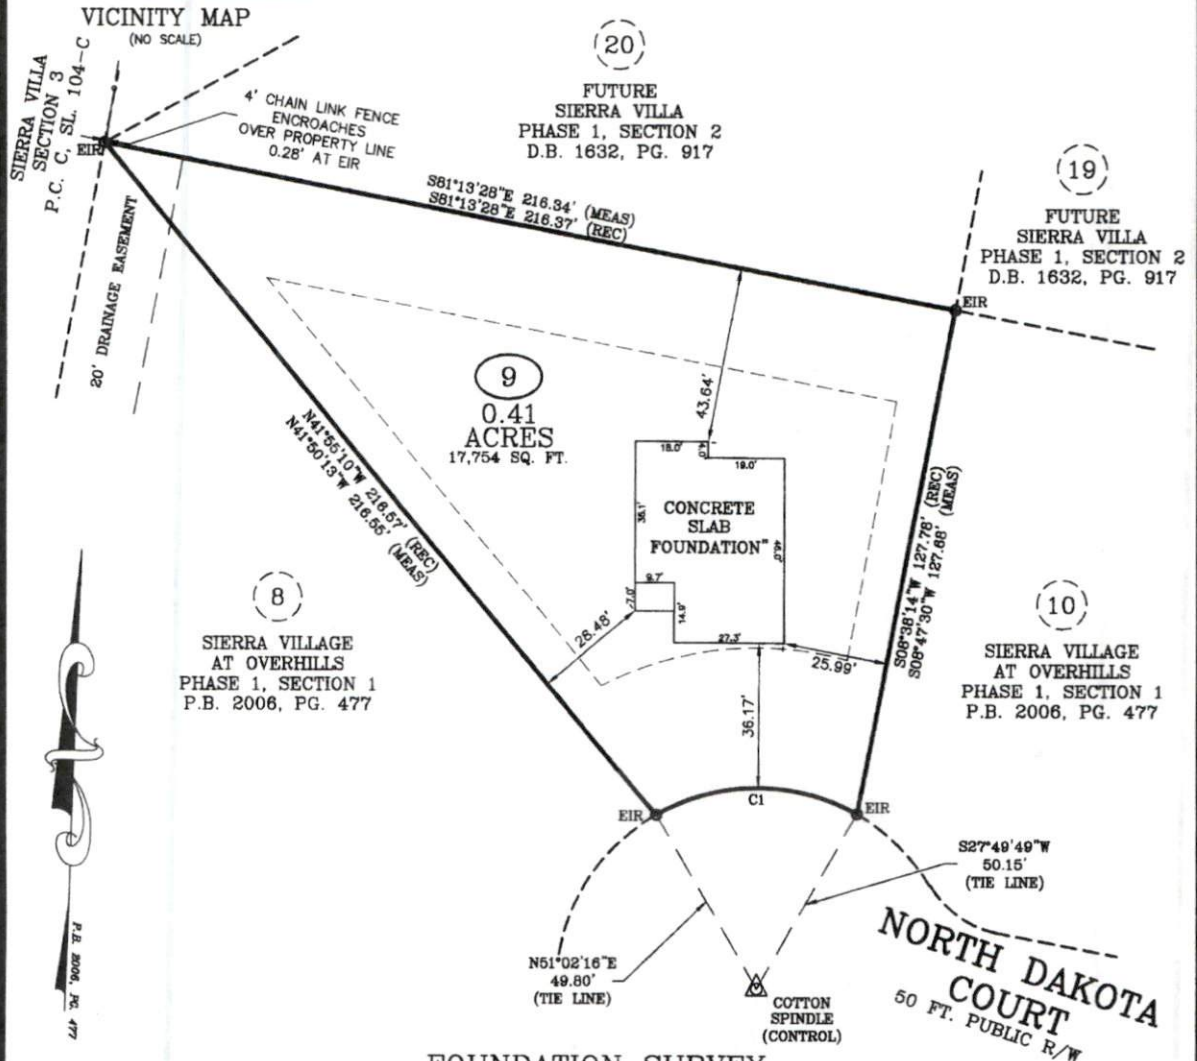 VICINITY MAP
(NO SCALE)
SIERRA VILLA
SECTION 3
P.C. C, SL. 104-C
EIR
4' CHAIN LINK FENCE
ENCROACHES
OVER PROPERTY LINE
0.28' AT EIR
20
FUTURE
SIERRA VILLA
PHASE 1, SECTION 2
D.B. 1632, PG. 917
19
FUTURE
SIERRA VILLA
PHASE 1, SECTION 2
D.B. 1632, PG. 917
S81°13'28"E 216.34' (MEAS)
S81°13'28"E 216.37' (REC)
EIR
20' DRAINAGE EASEMENT
9
0.41
ACRES
17,754 SQ. FT.
43.64'
18.0'
4.0'
19.0'
CONCRETE
SLAB
FOUNDATION"
9.7'
7.0'
14.9'
27.3'
N41°55'10"W 216.57' (REC)
N41°50'13"W 216.55' (MEAS)
S08°38'14"W 127.78' (REC)
S08°47'30"W 127.68' (MEAS)
28.48'
25.99'
36.17'
8
SIERRA VILLAGE
AT OVERHILLS
PHASE 1, SECTION 1
P.B. 2006, PG. 477
10
SIERRA VILLAGE
AT OVERHILLS
PHASE 1, SECTION 1
P.B. 2006, PG. 477
EIR
C1
EIR
S27°49'49"W
50.15'
(TIE LINE)
N51°02'16"E
49.80'
(TIE LINE)
COTTON
SPINDLE
(CONTROL)
NORTH DAKOTA
COURT
50 FT. PUBLIC R/W
P.B. 2006, PG. 477
FOUNDATION SURVEY